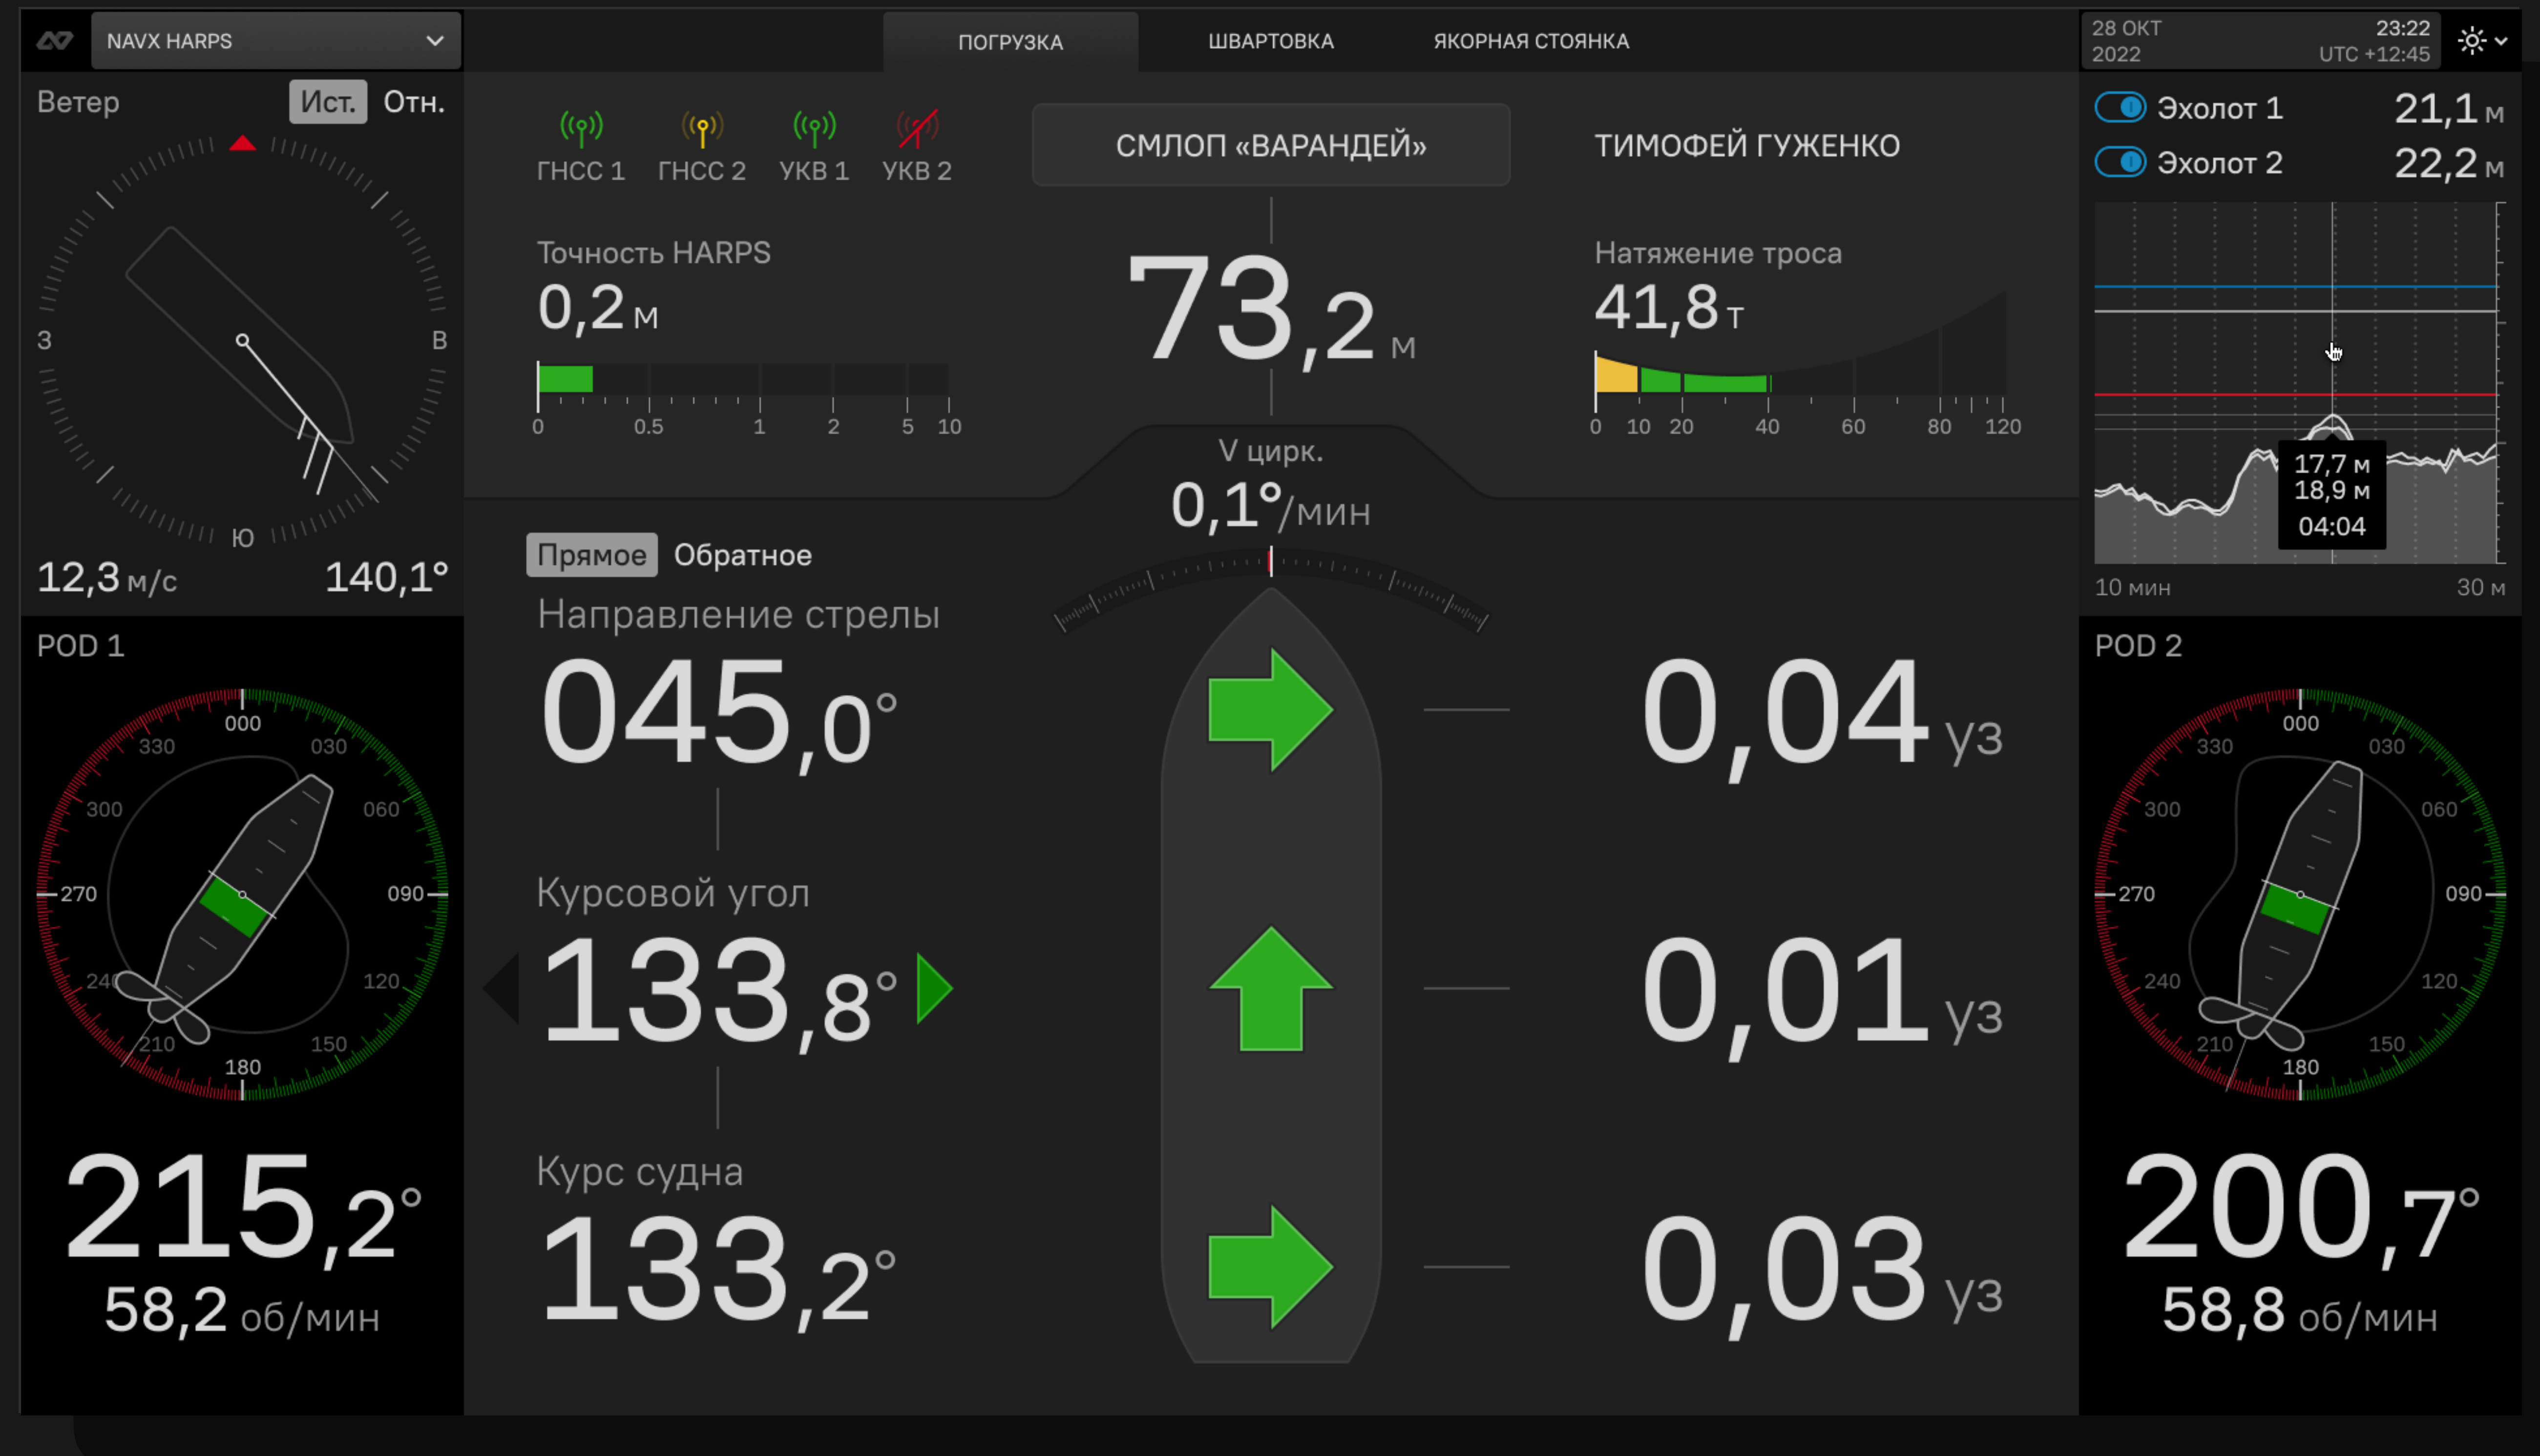 NAVX HARPS
ПОГРУЗКА
ШВАРТОВКА
ЯКОРНАЯ СТОЯНКА
28 ОКТ 2022
23:22
UTC +12:45
Ветер
Ист. Отн.
З
В
Ю
12,3 м/с
140,1°
ГНСС 1
ГНСС 2
УКВ 1
УКВ 2
СМЛОП «ВАРАНДЕЙ»
ТИМОФЕЙ ГУЖЕНКО
Точность HARPS
0,2 м
0 0.5 1 2 5 10
73,2 м
Натяжение троса
41,8 т
0 10 20 40 60 80 120
V цирк.
0,1°/мин
Эхолот 1 21,1 м
Эхолот 2 22,2 м
17,7 м
18,9 м
04:04
10 мин
30 м
POD 1
000
030
060
090
120
150
180
210
240
270
300
330
215,2°
58,2 об/мин
Прямое Обратное
Направление стрелы
045,0°
Курсовой угол
133,8°
Курс судна
133,2°
0,04 уз
0,01 уз
0,03 уз
POD 2
000
030
060
090
120
150
180
210
240
270
300
330
200,7°
58,8 об/мин